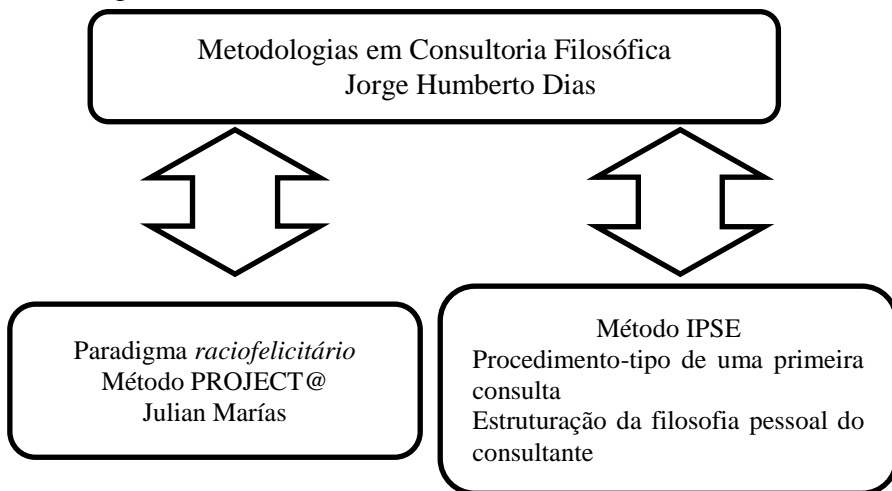 Metodologias em Consultoria Filosófica
Jorge Humberto Dias
Paradigma raciofelicitário
Método PROJECT@
Julian Marías
Método IPSE
Procedimento-tipo de uma primeira
consulta
Estruturação da filosofia pessoal do
consultante